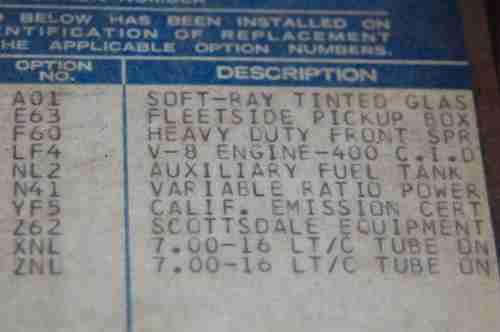 BELOW HAS BEEN INSTALLED ON
ENTIFICATION OF REPLACEMENT
HE APPLICABLE OPTION NUMBERS.
OPTION NO. DESCRIPTION
A01 SOFT-RAY TINTED GLAS
E63 FLEETSIDE PICKUP BOX
F60 HEAVY DUTY FRONT SPR
LF4 V-8 ENGINE-400 C.I.D
NL2 AUXILIARY FUEL TANK
N41 VARIABLE RATIO POWER
YF5 CALIF. EMISSION CERT
Z62 SCOTTSDALE EQUIPMENT
XNL 7.00-16 LT/C TUBE ON
ZNL 7.00-16 LT/C TUBE ON